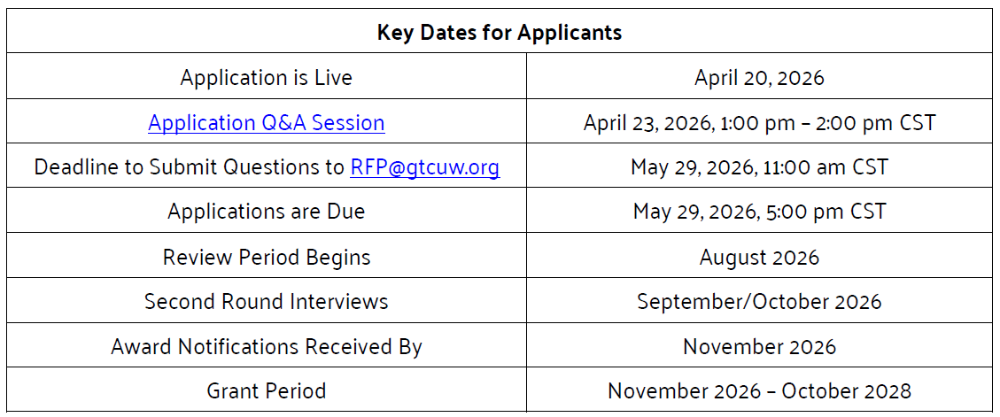 Key Dates for Applicants
Application is Live April 20, 2026
Application Q&A Session April 23, 2026, 1:00 pm – 2:00 pm CST
Deadline to Submit Questions to RFP@gtcuw.org May 29, 2026, 11:00 am CST
Applications are Due May 29, 2026, 5:00 pm CST
Review Period Begins August 2026
Second Round Interviews September/October 2026
Award Notifications Received By November 2026
Grant Period November 2026 – October 2028